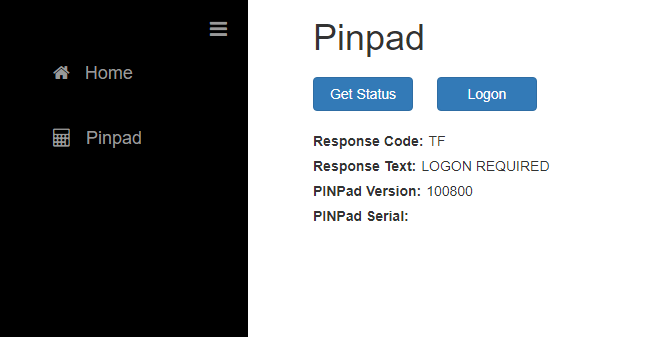 Home
Pinpad
Pinpad
Get Status
Logon
Response Code: TF
Response Text: LOGON REQUIRED
PINPad Version: 100800
PINPad Serial: